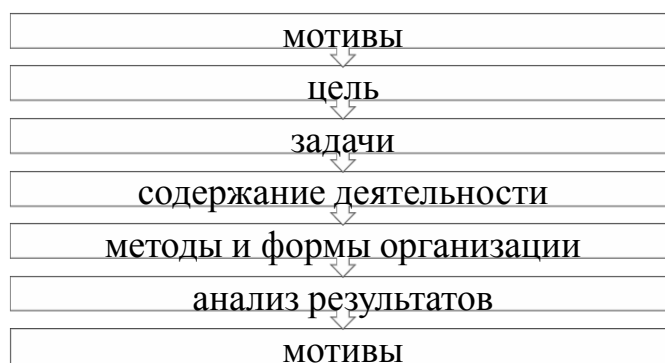 мотивы
цель
задачи
содержание деятельности
методы и формы организации
анализ результатов
мотивы